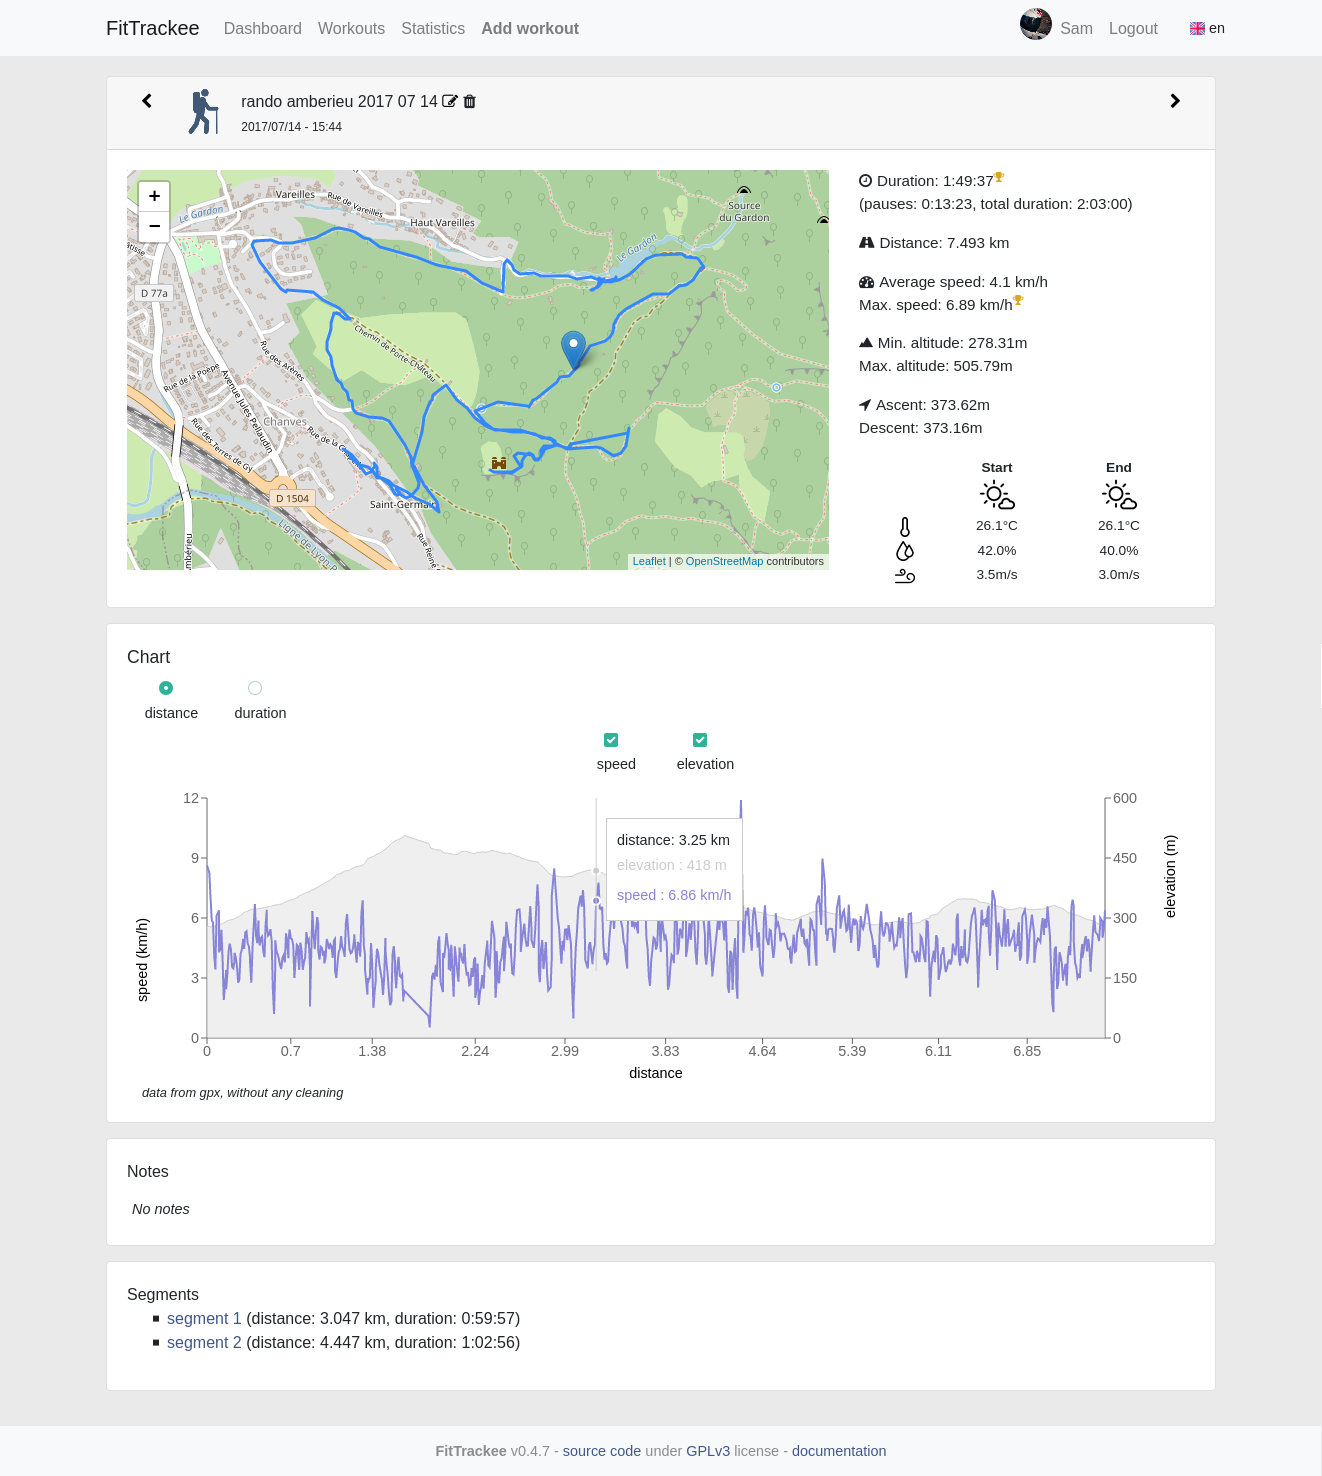 FitTrackee Dashboard Workouts Statistics Add workout Sam Logout en
rando amberieu 2017 07 14
2017/07/14 - 15:44
+
−
Vareilles
Rue de Vareilles
Le Gardon
Haut Vareilles
Source
du Gardon
Le Gardon
D 77a
Chemin de Porte-Château
Rue des Arènes
Rue de la Poëpe
Avenue Jules Pellaudin
Chanves
Rue des Terres de Gy
D 1504
Saint-Germain
Leaflet | © OpenStreetMap contributors
Duration: 1:49:37
(pauses: 0:13:23, total duration: 2:03:00)
Distance: 7.493 km
Average speed: 4.1 km/h
Max. speed: 6.89 km/h
Min. altitude: 278.31m
Max. altitude: 505.79m
Ascent: 373.62m
Descent: 373.16m
Start End
26.1°C 26.1°C
42.0% 40.0%
3.5m/s 3.0m/s
Chart
distance duration
speed elevation
12 600
9 450
6 300
3 150
0 0
speed (km/h)
elevation (m)
distance: 3.25 km
elevation : 418 m
speed : 6.86 km/h
0 0.7 1.38 2.24 2.99 3.83 4.64 5.39 6.11 6.85
distance
data from gpx, without any cleaning
Notes
No notes
Segments
segment 1 (distance: 3.047 km, duration: 0:59:57)
segment 2 (distance: 4.447 km, duration: 1:02:56)
FitTrackee v0.4.7 - source code under GPLv3 license - documentation